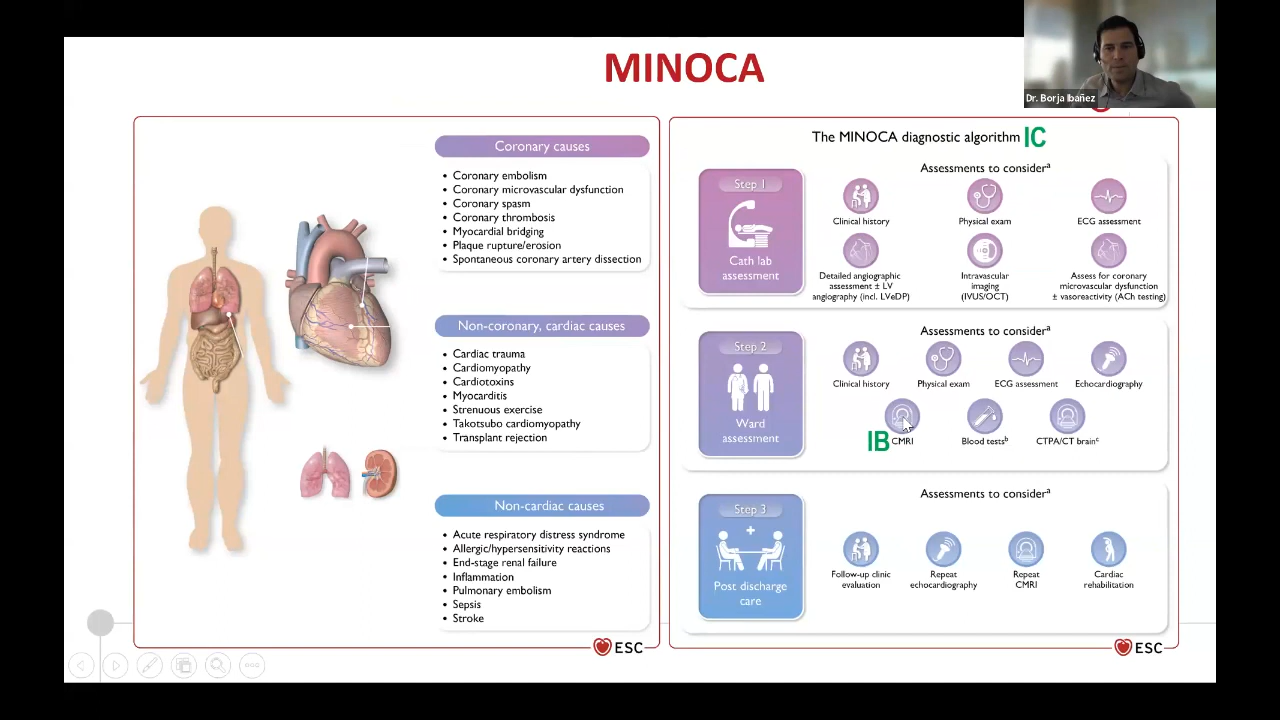 MINOCA
Dr. Borja Ibañez
Coronary causes
• Coronary embolism
• Coronary microvascular dysfunction
• Coronary spasm
• Coronary thrombosis
• Myocardial bridging
• Plaque rupture/erosion
• Spontaneous coronary artery dissection
Non-coronary, cardiac causes
• Cardiac trauma
• Cardiomyopathy
• Cardiotoxins
• Myocarditis
• Strenuous exercise
• Takotsubo cardiomyopathy
• Transplant rejection
Non-cardiac causes
• Acute respiratory distress syndrome
• Allergic/hypersensitivity reactions
• End-stage renal failure
• Inflammation
• Pulmonary embolism
• Sepsis
• Stroke
ESC
The MINOCA diagnostic algorithm IC
Step 1
Cath lab
assessment
Assessments to considerᵃ
Clinical history
Physical exam
ECG assessment
Detailed angiographic
assessment ± LV
angiography (incl. LVeDP)
Intravascular
imaging
(IVUS/OCT)
Assess for coronary
microvascular dysfunction
± vasoreactivity (ACh testing)
Step 2
Ward
assessment
Assessments to considerᵃ
Clinical history
Physical exam
ECG assessment
Echocardiography
IB CMRI
Blood testsᵇ
CTPA/CT brainᶜ
Step 3
Post discharge
care
Assessments to considerᵃ
Follow-up clinic
evaluation
Repeat
echocardiography
Repeat
CMRI
Cardiac
rehabilitation
ESC